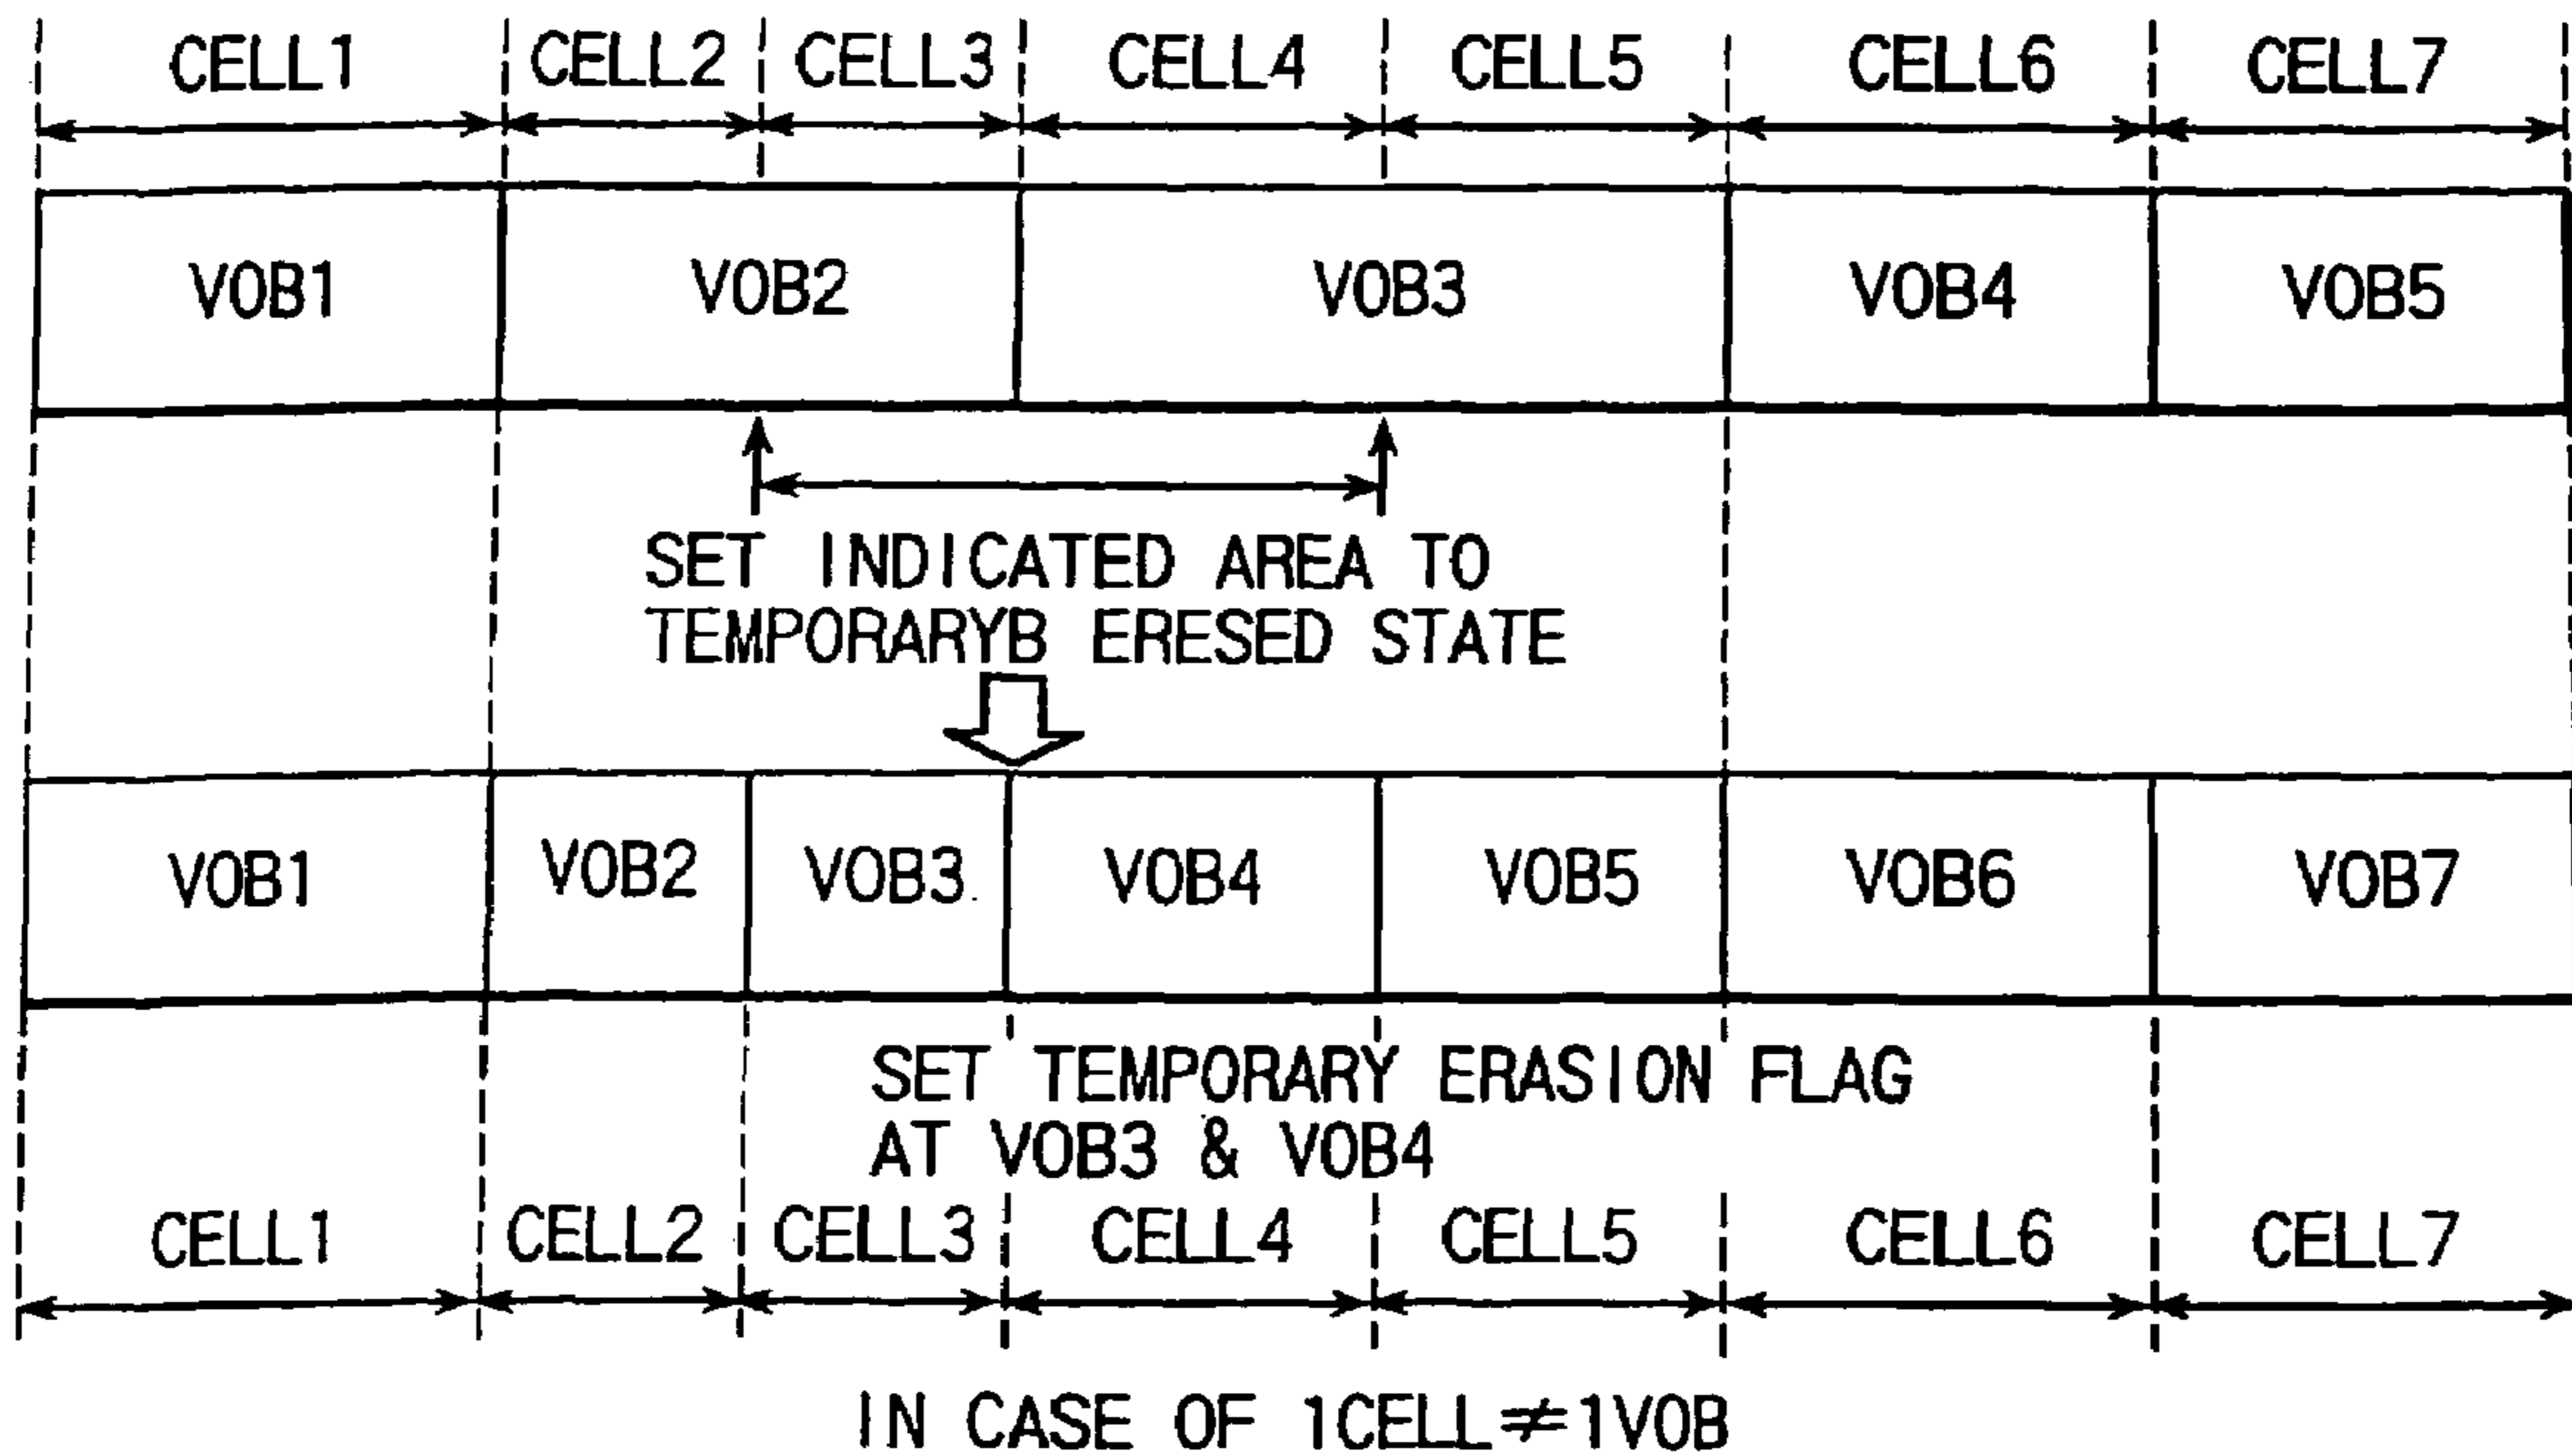 CELL1 CELL2 CELL3 CELL4 CELL5 CELL6 CELL7
VOB1 VOB2 VOB3 VOB4 VOB5
SET INDICATED AREA TO
TEMPORARYB ERESED STATE
VOB1 VOB2 VOB3 VOB4 VOB5 VOB6 VOB7
SET TEMPORARY ERASION FLAG
AT VOB3 & VOB4
CELL1 CELL2 CELL3 CELL4 CELL5 CELL6 CELL7
IN CASE OF 1CELL≠1VOB